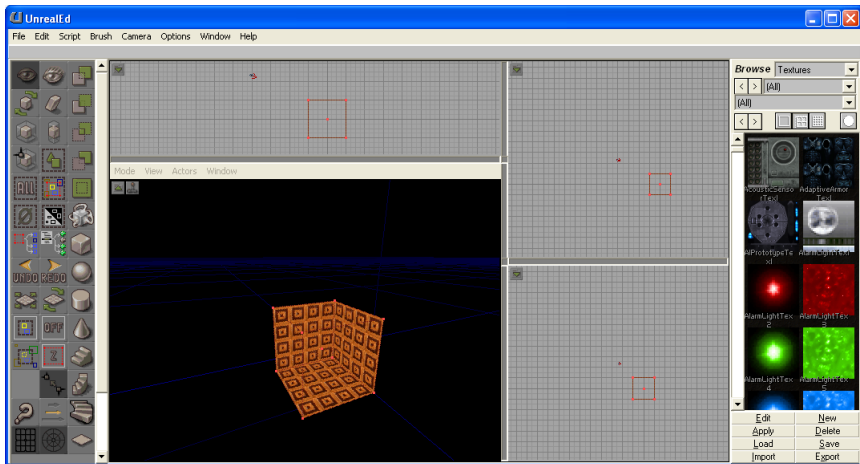 UnrealEd
File Edit Script Brush Camera Options Window Help
Browse Textures
< > (All)
(All)
< >
Mode View Actors Window
ALL
UNDO REDO
OFF
Z
AcousticSensorTex1
AdaptiveArmorTex1
AIPrototypeTex1
AlarmLightTex1
AlarmLightTex2
AlarmLightTex3
AlarmLightTex4
AlarmLightTex5
Edit New
Apply Delete
Load Save
Import Export